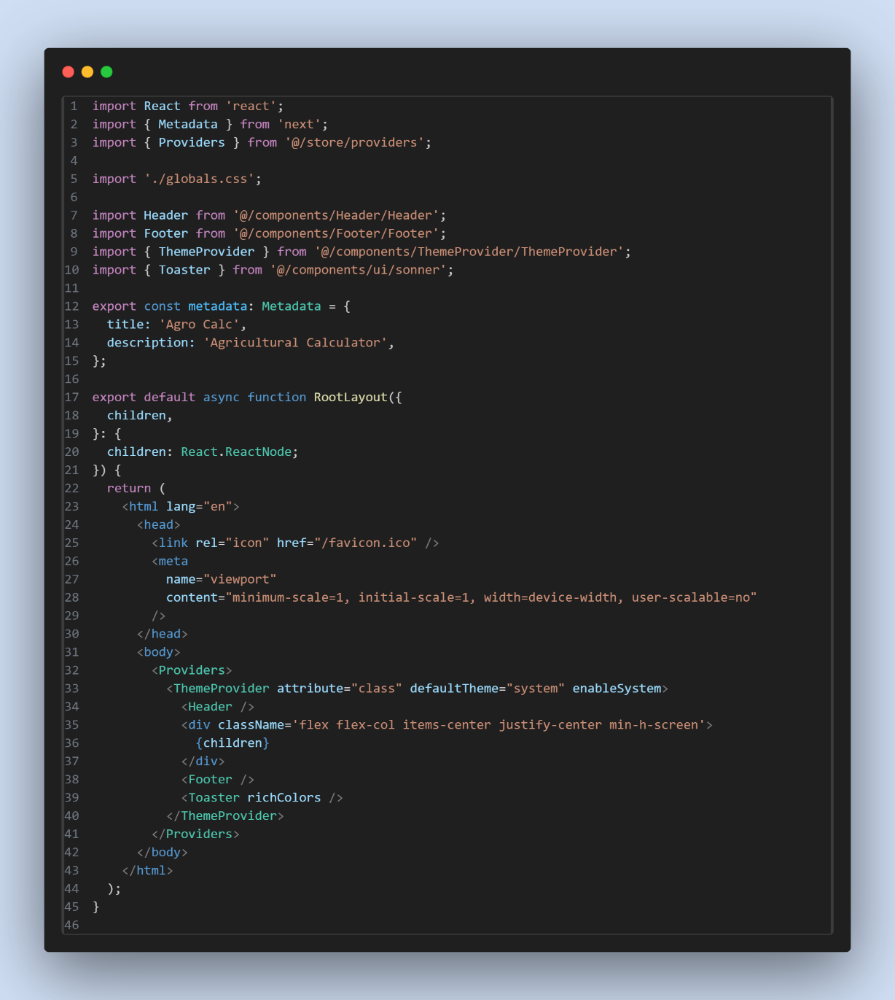 1 import React from 'react';
2 import { Metadata } from 'next';
3 import { Providers } from '@/store/providers';
4
5 import './globals.css';
6
7 import Header from '@/components/Header/Header';
8 import Footer from '@/components/Footer/Footer';
9 import { ThemeProvider } from '@/components/ThemeProvider/ThemeProvider';
10 import { Toaster } from '@/components/ui/sonner';
11
12 export const metadata: Metadata = {
13   title: 'Agro Calc',
14   description: 'Agricultural Calculator',
15 };
16
17 export default async function RootLayout({
18   children,
19 }: {
20   children: React.ReactNode;
21 }) {
22   return (
23     <html lang="en">
24       <head>
25         <link rel="icon" href="/favicon.ico" />
26         <meta
27           name="viewport"
28           content="minimum-scale=1, initial-scale=1, width=device-width, user-scalable=no"
29         />
30       </head>
31       <body>
32         <Providers>
33           <ThemeProvider attribute="class" defaultTheme="system" enableSystem>
34             <Header />
35             <div className='flex flex-col items-center justify-center min-h-screen'>
36               {children}
37             </div>
38             <Footer />
39             <Toaster richColors />
40           </ThemeProvider>
41         </Providers>
42       </body>
43     </html>
44   );
45 }
46